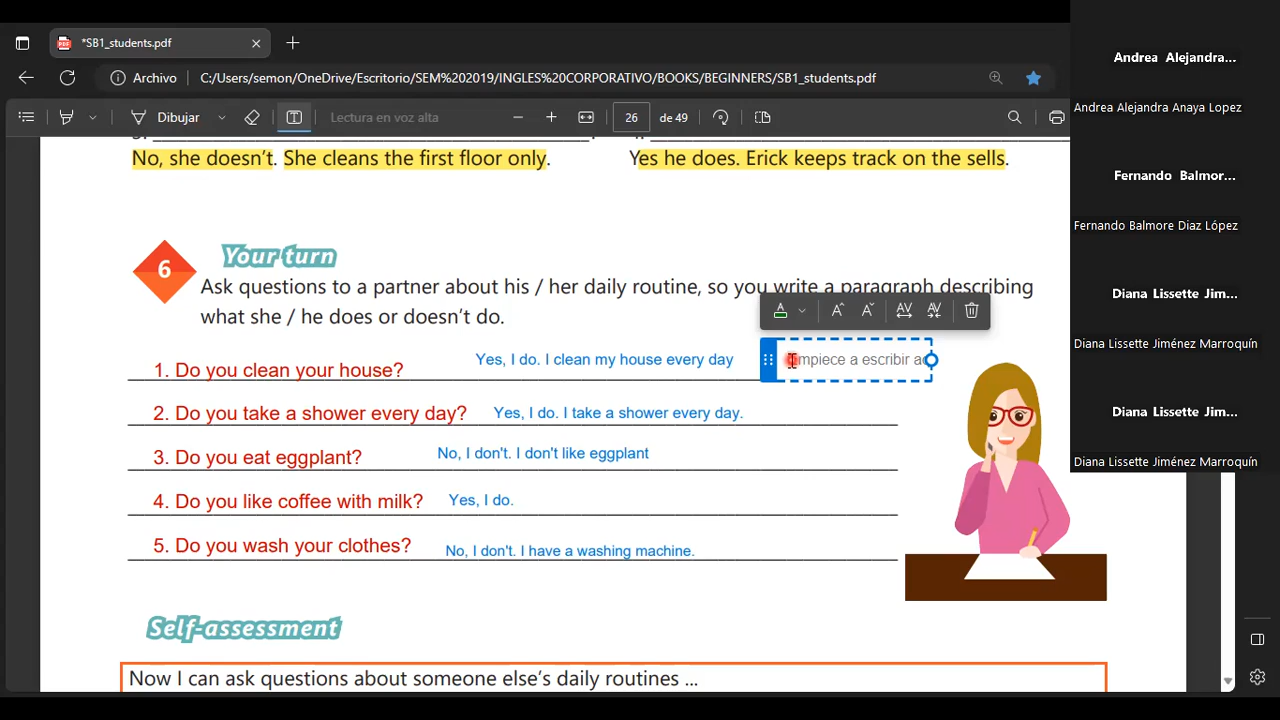 *SB1_students.pdf
Archivo C:/Users/semon/OneDrive/Escritorio/SEM%202019/INGLES%20CORPORATIVO/BOOKS/BEGINNERS/SB1_students.pdf
Dibujar Lectura en voz alta 26 de 49
No, she doesn't. She cleans the first floor only. Yes he does. Erick keeps track on the sells.
6 Your turn
Ask questions to a partner about his / her daily routine, so you write a paragraph describing
what she / he does or doesn't do.
1. Do you clean your house? Yes, I do. I clean my house every day
2. Do you take a shower every day? Yes, I do. I take a shower every day.
3. Do you eat eggplant? No, I don't. I don't like eggplant
4. Do you like coffee with milk? Yes, I do.
5. Do you wash your clothes? No, I don't. I have a washing machine.
Self-assessment
Now I can ask questions about someone else's daily routines ...
Andrea Alejandra...
Andrea Alejandra Anaya Lopez
Fernando Balmor...
Fernando Balmore Diaz López
Diana Lissette Jim...
Diana Lissette Jiménez Marroquín
Diana Lissette Jim...
Diana Lissette Jiménez Marroquín